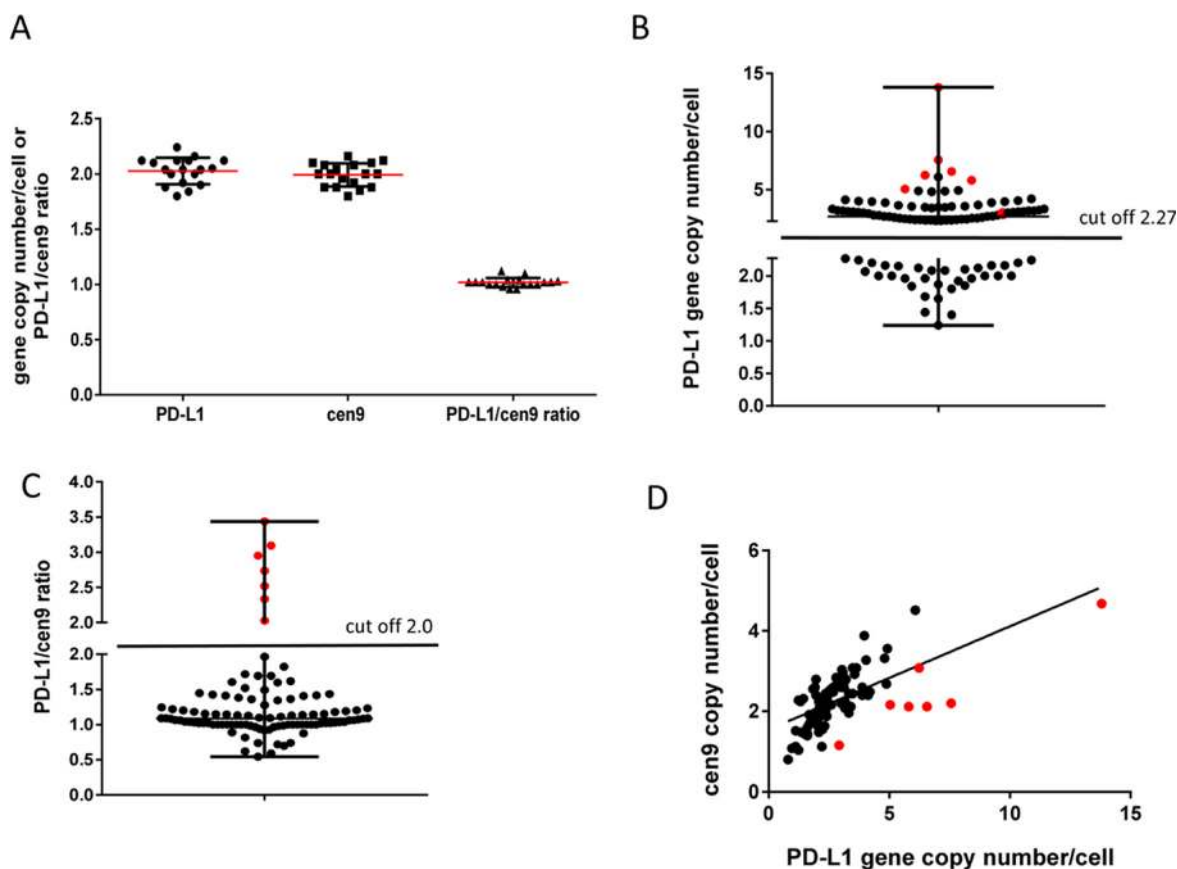 A
gene copy number/cell or
PD-L1/cen9 ratio
2.5
2.0
1.5
1.0
0.5
0.0
PD-L1
cen9
PD-L1/cen9 ratio
B
PD-L1 gene copy number/cell
15
10
5
cut off 2.27
2.0
1.5
1.0
0.5
0.0
C
PD-L1/cen9 ratio
4.0
3.5
3.0
2.5
2.0
cut off 2.0
2.0
1.5
1.0
0.5
0.0
D
cen9 copy number/cell
6
4
2
0
0
5
10
15
PD-L1 gene copy number/cell